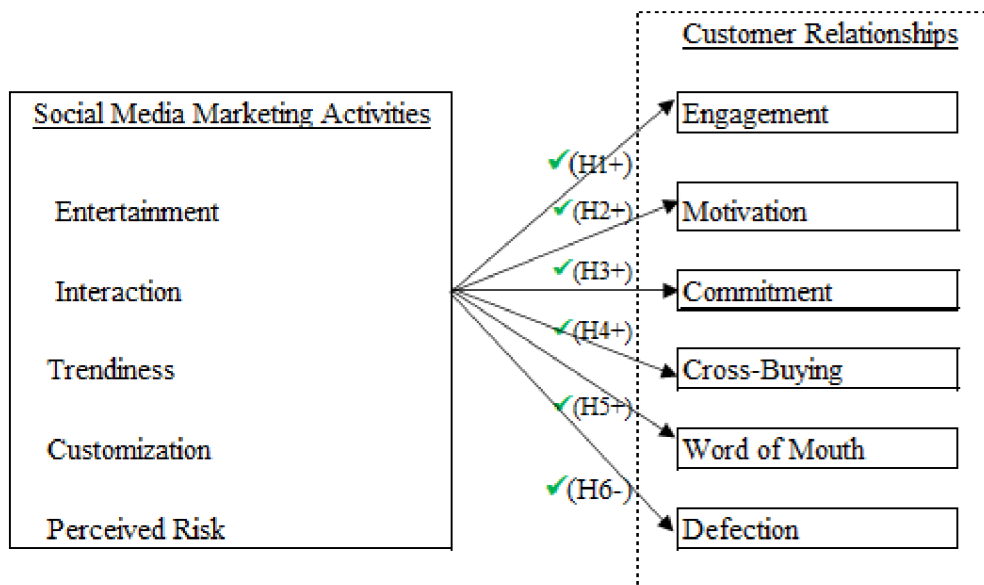 Customer Relationships
Social Media Marketing Activities
Entertainment
Interaction
Trendiness
Customization
Perceived Risk
✓(H1+)
✓(H2+)
✓(H3+)
✓(H4+)
✓(H5+)
✓(H6-)
Engagement
Motivation
Commitment
Cross-Buying
Word of Mouth
Defection